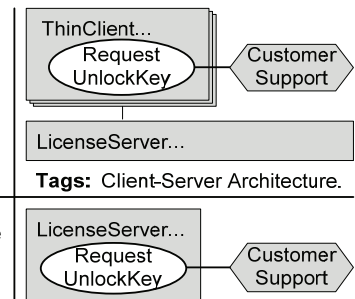 ThinClient...
Request
UnlockKey
Customer
Support
LicenseServer...
Tags: Client-Server Architecture.
LicenseServer...
Request
UnlockKey
Customer
Support